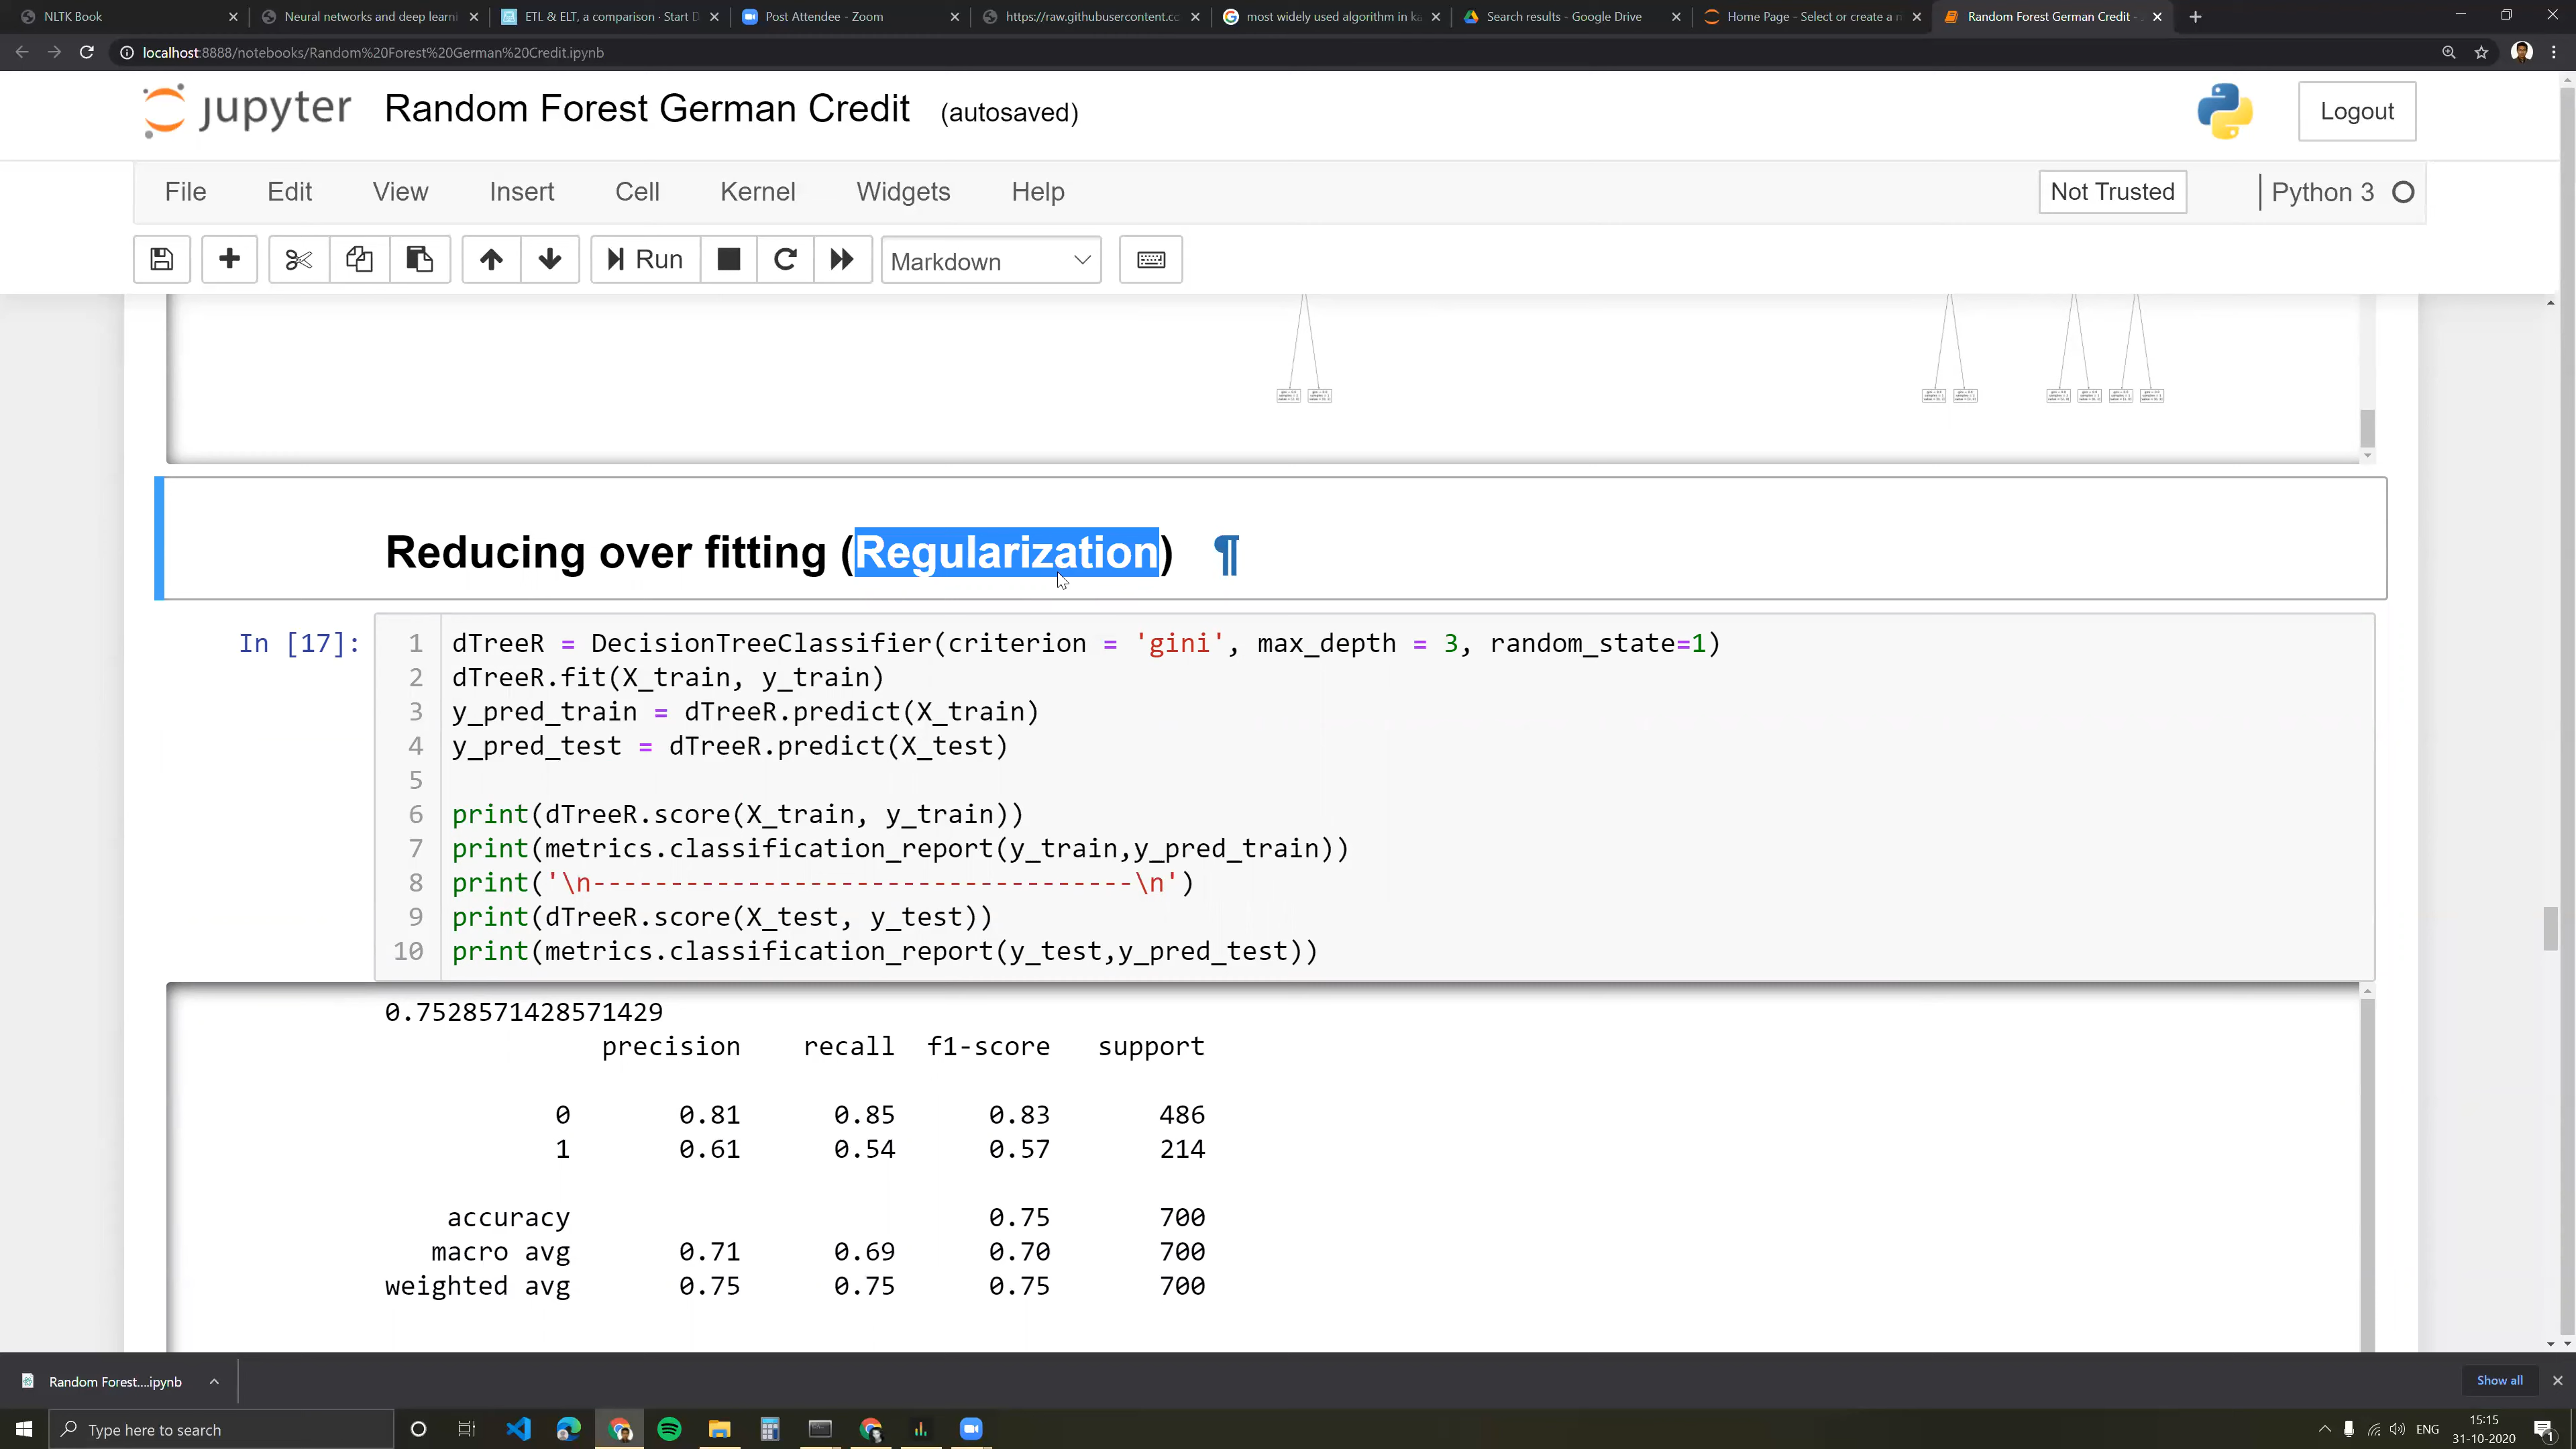 NLTK Book
Neural networks and deep learni
ETL & ELT, a comparison · Start D
Post Attendee - Zoom
https://raw.githubusercontent.cc
most widely used algorithm in ka
Search results - Google Drive
Home Page - Select or create a n
Random Forest German Credit -
localhost:8888/notebooks/Random%20Forest%20German%20Credit.ipynb
jupyter Random Forest German Credit (autosaved)
Logout
File Edit View Insert Cell Kernel Widgets Help
Not Trusted
Python 3
Run
Markdown
Reducing over fitting (Regularization) ¶
In [17]:
1 dTreeR = DecisionTreeClassifier(criterion = 'gini', max_depth = 3, random_state=1)
2 dTreeR.fit(X_train, y_train)
3 y_pred_train = dTreeR.predict(X_train)
4 y_pred_test = dTreeR.predict(X_test)
5
6 print(dTreeR.score(X_train, y_train))
7 print(metrics.classification_report(y_train,y_pred_train))
8 print('\n-----------------------------------\n')
9 print(dTreeR.score(X_test, y_test))
10 print(metrics.classification_report(y_test,y_pred_test))
0.7528571428571429
precision recall f1-score support
0 0.81 0.85 0.83 486
1 0.61 0.54 0.57 214
accuracy 0.75 700
macro avg 0.71 0.69 0.70 700
weighted avg 0.75 0.75 0.75 700
Random Forest....ipynb
Show all
Type here to search
ENG
15:15
31-10-2020
1